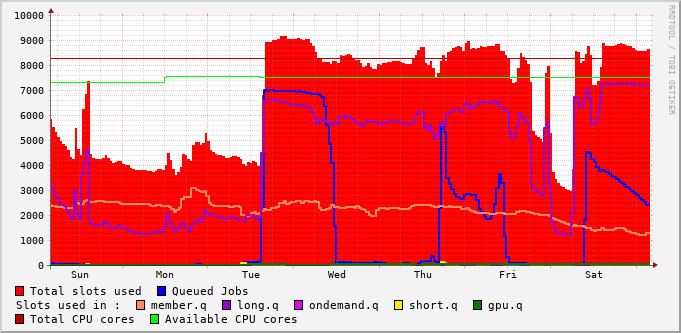 RRDTOOL / TOBI OETIKER
10000
9000
8000
7000
6000
5000
4000
3000
2000
1000
0
Sun Mon Tue Wed Thu Fri Sat
Total slots used Queued Jobs
Slots used in : member.q long.q ondemand.q short.q gpu.q
Total CPU cores Available CPU cores